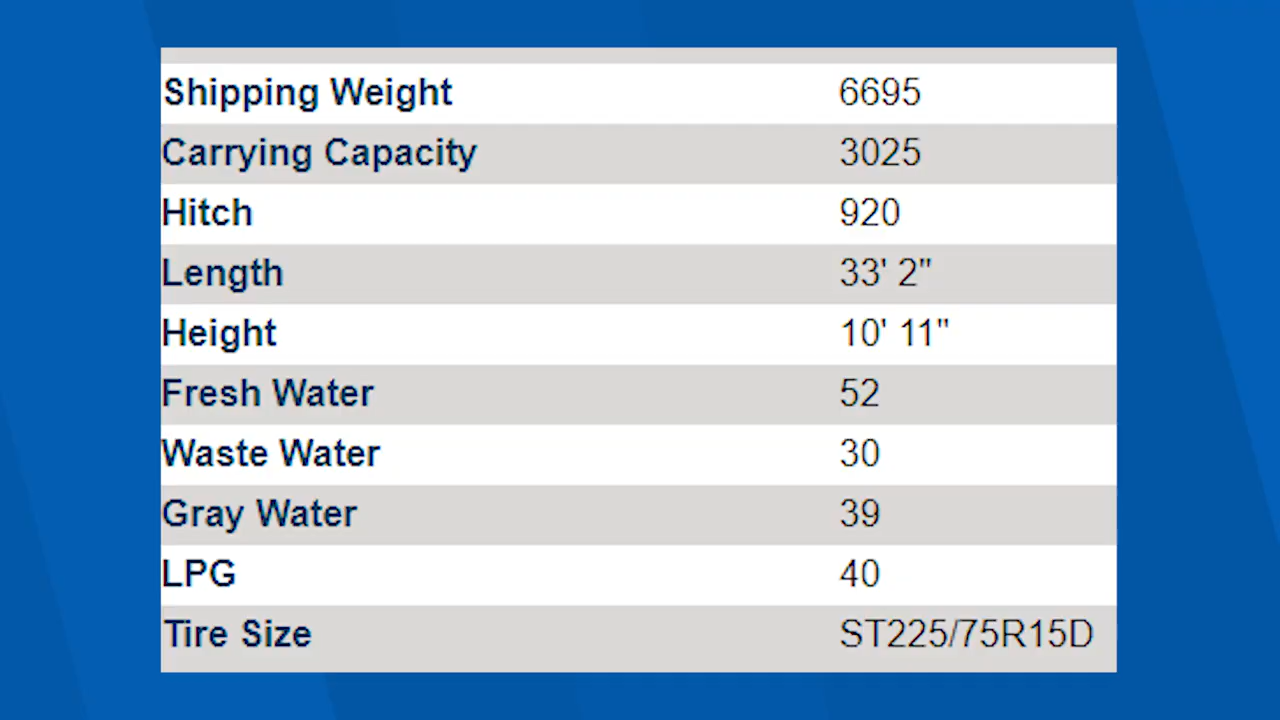 Shipping Weight 6695
Carrying Capacity 3025
Hitch 920
Length 33' 2"
Height 10' 11"
Fresh Water 52
Waste Water 30
Gray Water 39
LPG 40
Tire Size ST225/75R15D